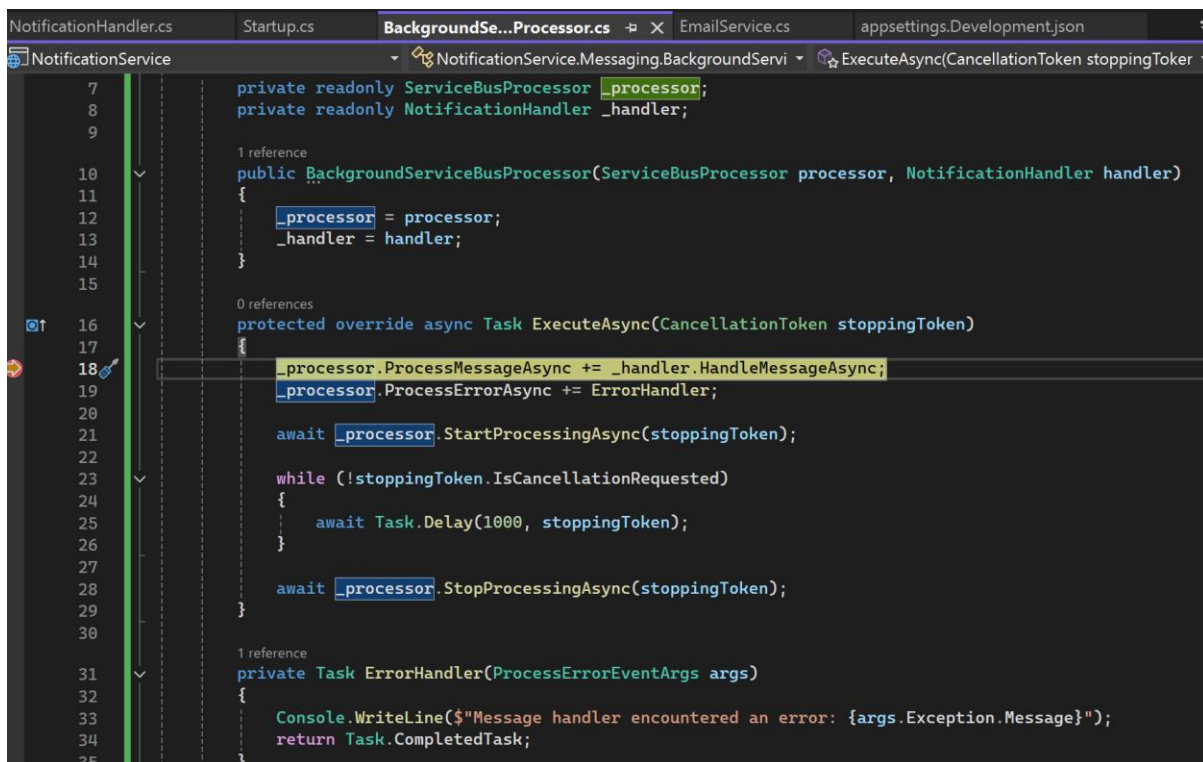 NotificationHandler.cs Startup.cs BackgroundSe...Processor.cs EmailService.cs appsettings.Development.json
NotificationService NotificationService.Messaging.BackgroundServi ExecuteAsync(CancellationToken stoppingToker
7 private readonly ServiceBusProcessor _processor;
8 private readonly NotificationHandler _handler;
9
1 reference
10 public BackgroundServiceBusProcessor(ServiceBusProcessor processor, NotificationHandler handler)
11 {
12 _processor = processor;
13 _handler = handler;
14 }
15
0 references
16 protected override async Task ExecuteAsync(CancellationToken stoppingToken)
17 {
18 _processor.ProcessMessageAsync += _handler.HandleMessageAsync;
19 _processor.ProcessErrorAsync += ErrorHandler;
20
21 await _processor.StartProcessingAsync(stoppingToken);
22
23 while (!stoppingToken.IsCancellationRequested)
24 {
25 await Task.Delay(1000, stoppingToken);
26 }
27
28 await _processor.StopProcessingAsync(stoppingToken);
29 }
30
1 reference
31 private Task ErrorHandler(ProcessErrorEventArgs args)
32 {
33 Console.WriteLine($"Message handler encountered an error: {args.Exception.Message}");
34 return Task.CompletedTask;
35 }